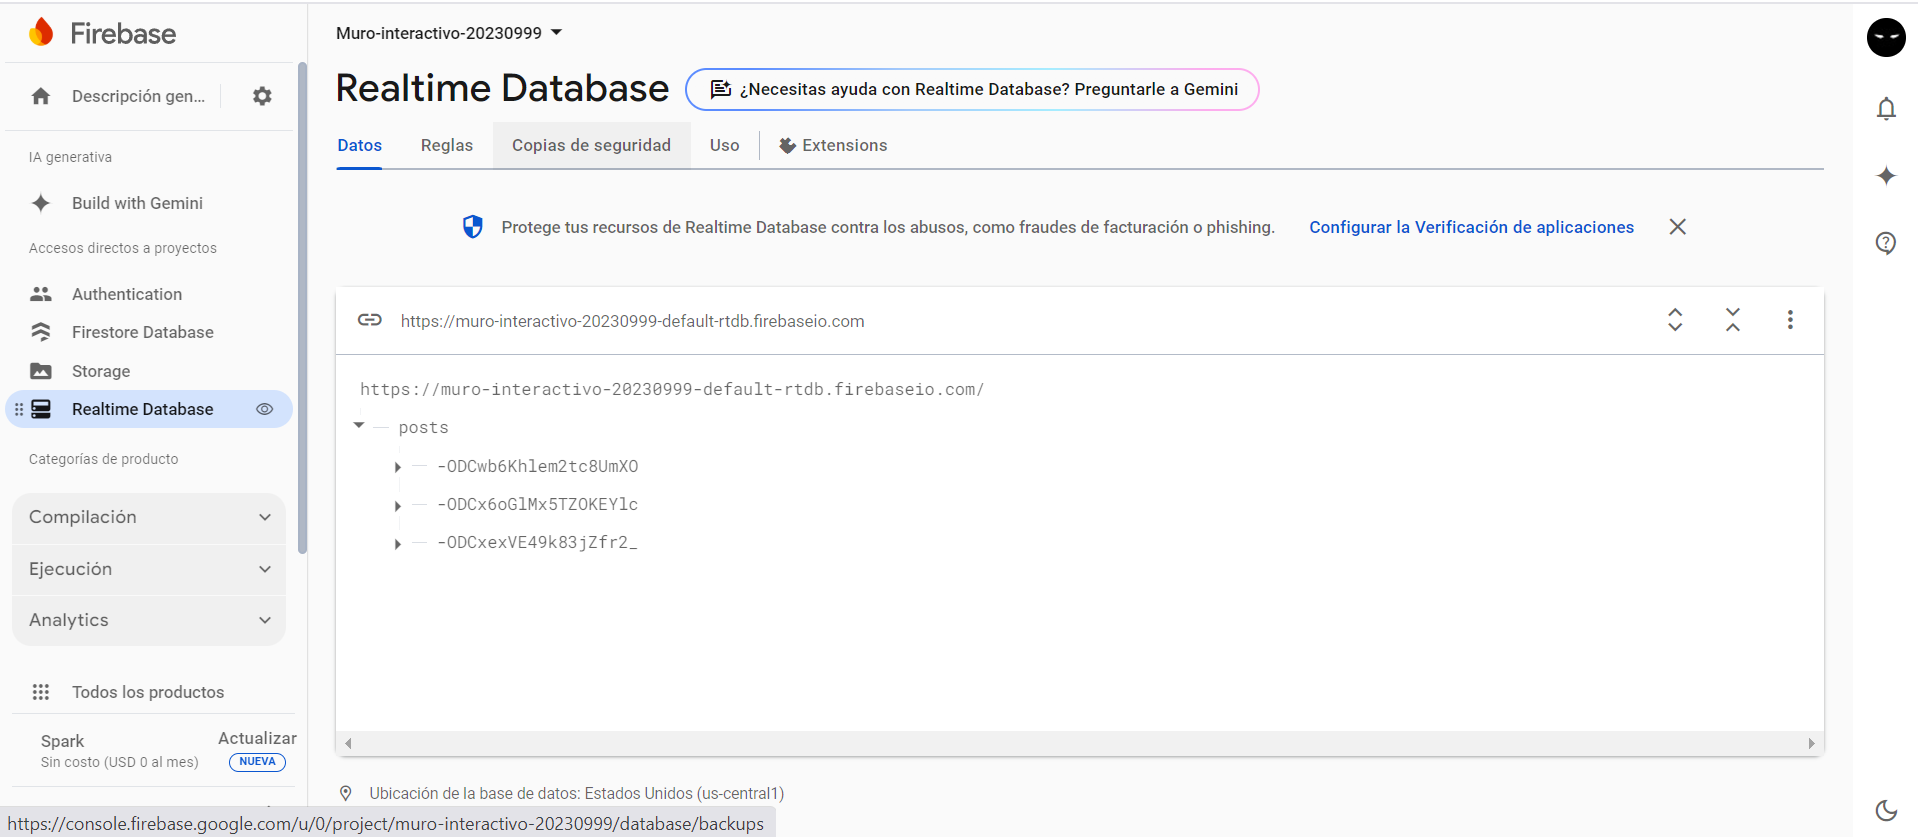 Firebase
Descripción gen...
IA generativa
Build with Gemini
Accesos directos a proyectos
Authentication
Firestore Database
Storage
Realtime Database
Categorías de producto
Compilación
Ejecución
Analytics
Todos los productos
Spark
Sin costo (USD 0 al mes)
Actualizar
NUEVA
Muro-interactivo-20230999
Realtime Database
¿Necesitas ayuda con Realtime Database? Preguntarle a Gemini
Datos
Reglas
Copias de seguridad
Uso
Extensions
Protege tus recursos de Realtime Database contra los abusos, como fraudes de facturación o phishing.
Configurar la Verificación de aplicaciones
https://muro-interactivo-20230999-default-rtdb.firebaseio.com
https://muro-interactivo-20230999-default-rtdb.firebaseio.com/
posts
-ODCwb6Khlem2tc8UmXO
-ODCx6oGlMx5TZOKEYlc
-ODCxexVE49k83jZfr2_
Ubicación de la base de datos: Estados Unidos (us-central1)
https://console.firebase.google.com/u/0/project/muro-interactivo-20230999/database/backups